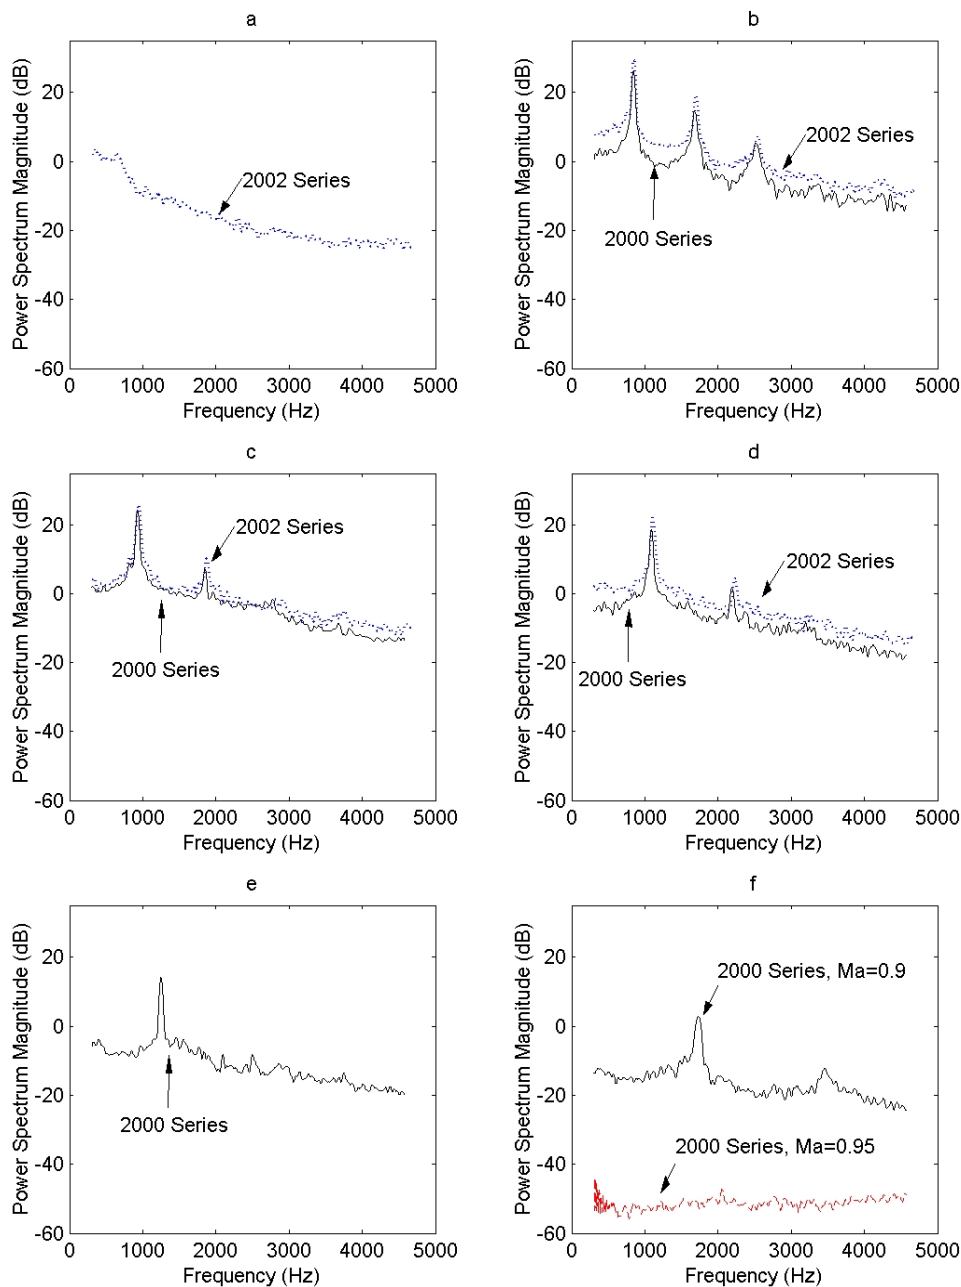 a
Power Spectrum Magnitude (dB)
20
0
-20
-40
-60
2002 Series
0 1000 2000 3000 4000 5000
Frequency (Hz)
b
Power Spectrum Magnitude (dB)
20
0
-20
-40
-60
2002 Series
2000 Series
0 1000 2000 3000 4000 5000
Frequency (Hz)
c
Power Spectrum Magnitude (dB)
20
0
-20
-40
-60
2002 Series
2000 Series
0 1000 2000 3000 4000 5000
Frequency (Hz)
d
Power Spectrum Magnitude (dB)
20
0
-20
-40
-60
2002 Series
2000 Series
0 1000 2000 3000 4000 5000
Frequency (Hz)
e
Power Spectrum Magnitude (dB)
20
0
-20
-40
-60
2000 Series
0 1000 2000 3000 4000 5000
Frequency (Hz)
f
Power Spectrum Magnitude (dB)
20
0
-20
-40
-60
2000 Series, Ma=0.9
2000 Series, Ma=0.95
0 1000 2000 3000 4000 5000
Frequency (Hz)